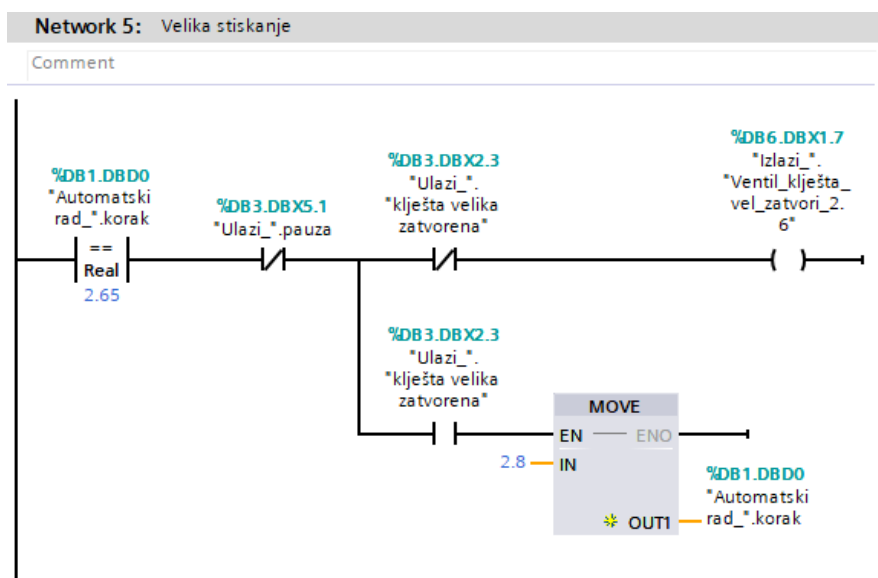 Network 5: Velika stiskanje
Comment
%DB1.DBD0
"Automatski
rad_".korak
==
Real
2.65
%DB3.DBX5.1
"Ulazi_".pauza
%DB3.DBX2.3
"Ulazi_".
"klješta velika
zatvorena"
%DB6.DBX1.7
"Izlazi_".
"Ventil_klješta_
vel_zatvori_2.
6"
%DB3.DBX2.3
"Ulazi_".
"klješta velika
zatvorena"
MOVE
EN
ENO
2.8
IN
OUT1
%DB1.DBD0
"Automatski
rad_".korak